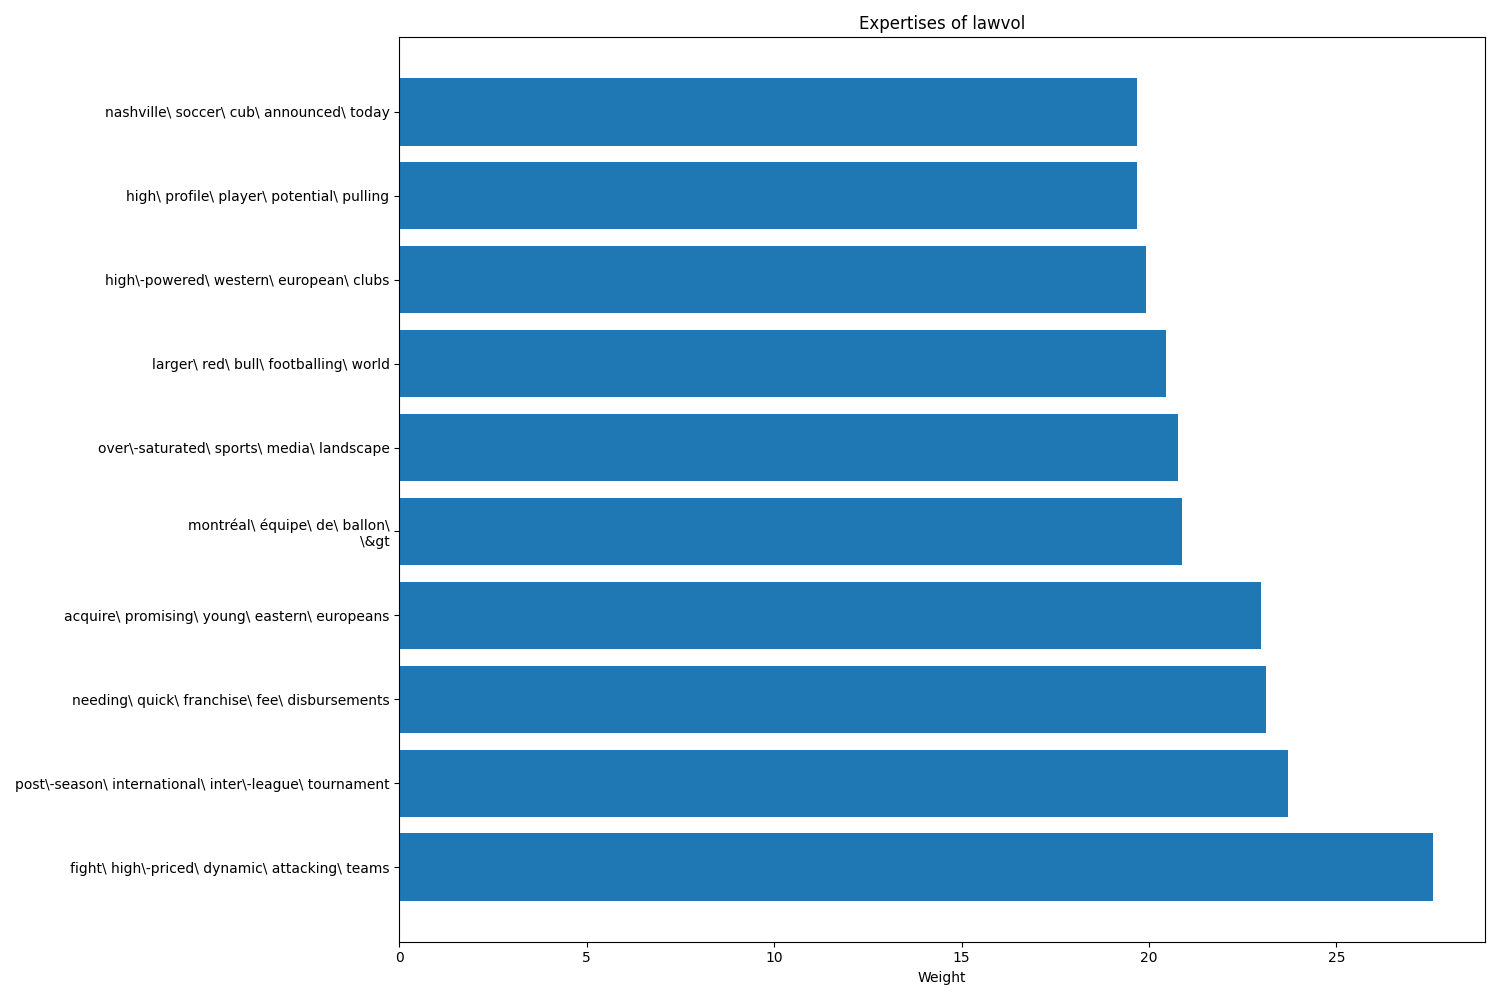 Expertises of lawvol
nashville\ soccer\ cub\ announced\ today
high\ profile\ player\ potential\ pulling
high\-powered\ western\ european\ clubs
larger\ red\ bull\ footballing\ world
over\-saturated\ sports\ media\ landscape
montréal\ équipe\ de\ ballon\
\&gt
acquire\ promising\ young\ eastern\ europeans
needing\ quick\ franchise\ fee\ disbursements
post\-season\ international\ inter\-league\ tournament
fight\ high\-priced\ dynamic\ attacking\ teams
0 5 10 15 20 25
Weight